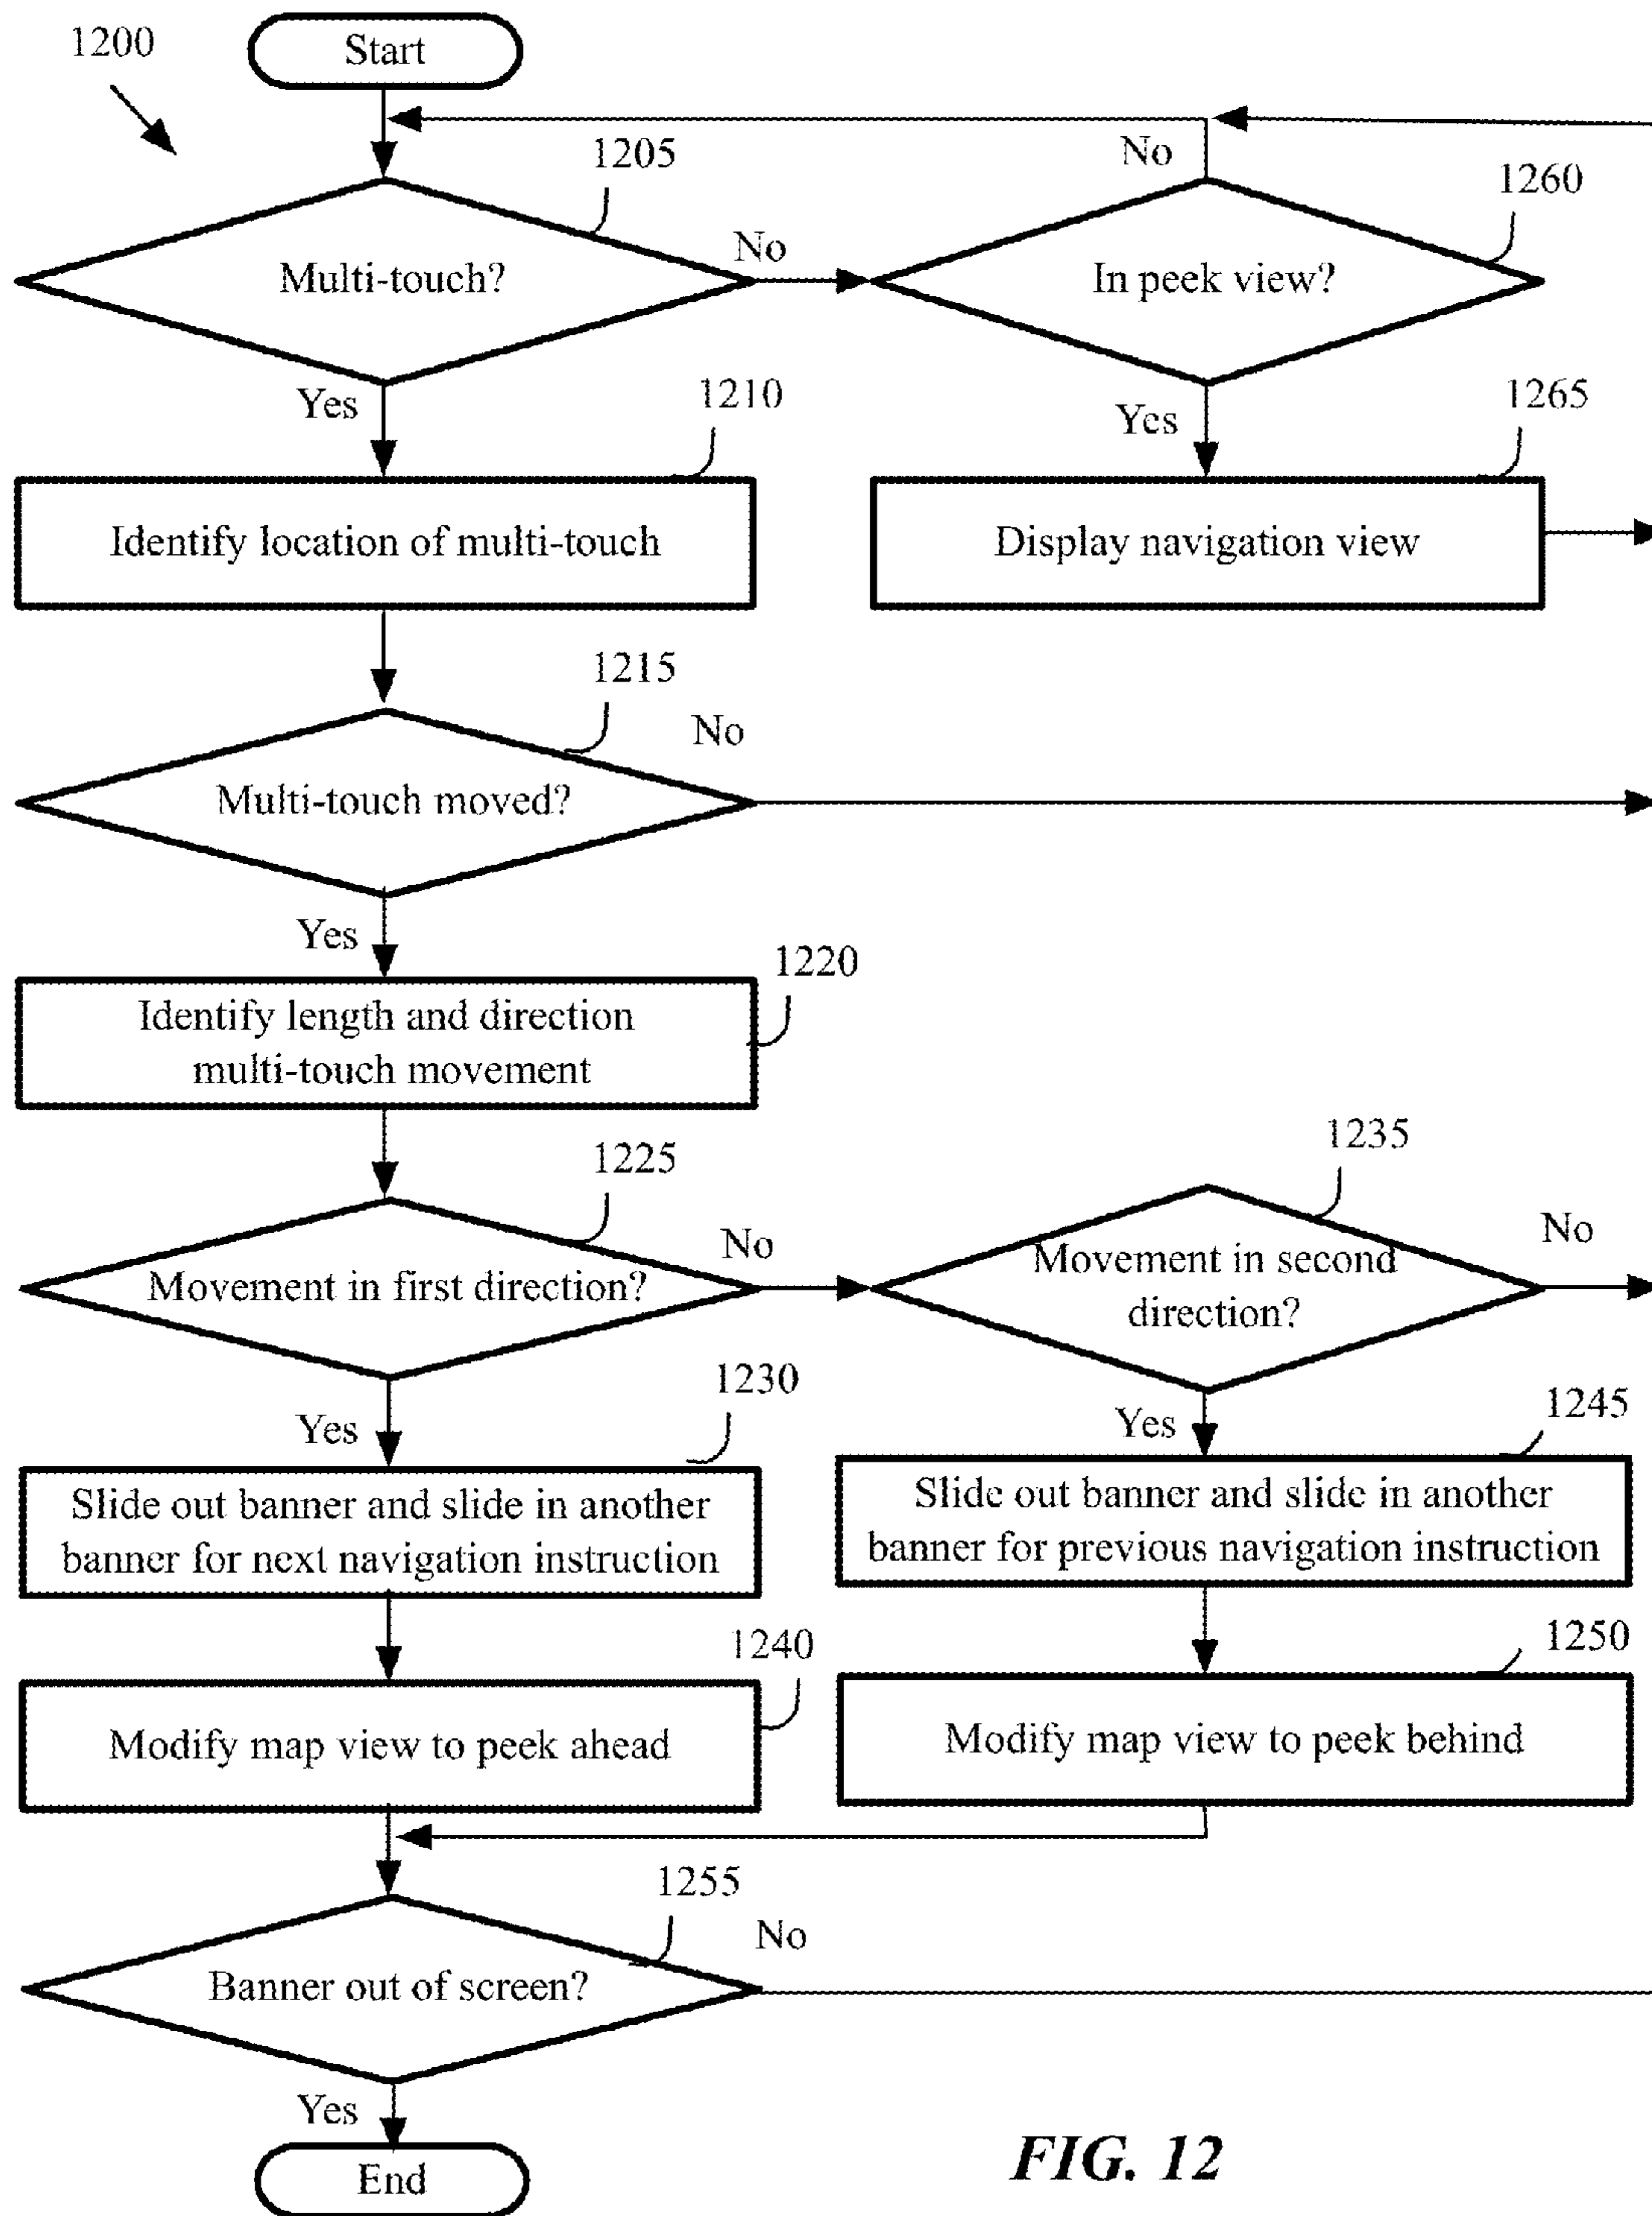 1200
Start
1205
No
1260
Multi-touch?
No
In peek view?
Yes
1210
Yes
1265
Identify location of multi-touch
Display navigation view
1215
No
Multi-touch moved?
Yes
1220
Identify length and direction
multi-touch movement
1225
No
1235
No
Movement in first direction?
Movement in second
direction?
Yes
1230
Yes
1245
Slide out banner and slide in another
banner for next navigation instruction
Slide out banner and slide in another
banner for previous navigation instruction
1240
1250
Modify map view to peek ahead
Modify map view to peek behind
1255
No
Banner out of screen?
Yes
End
FIG. 12